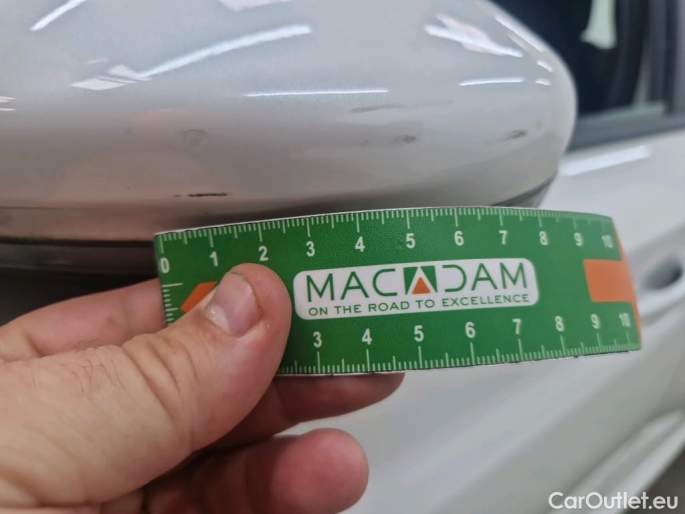 0 1 2 3 4 5 6 7 8 9 10
MACADAM
ON THE ROAD TO EXCELLENCE
3 4 5 6 7 8 9 10
CarOutlet.eu